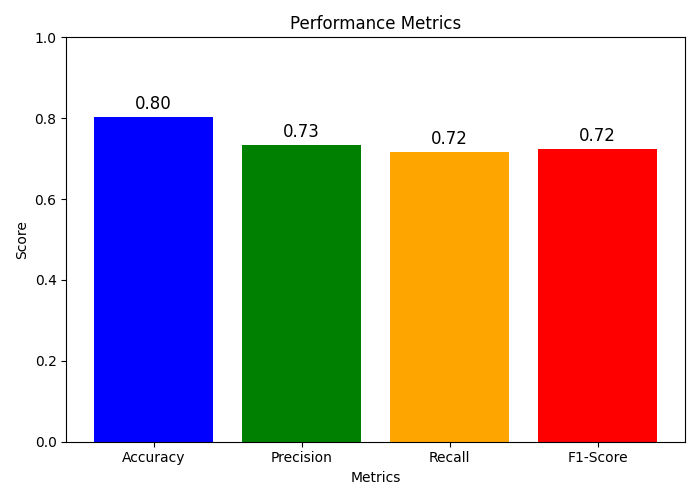 Performance Metrics
1.0
0.8
0.6
0.4
0.2
0.0
Score
0.80
0.73
0.72
0.72
Accuracy
Precision
Recall
F1-Score
Metrics